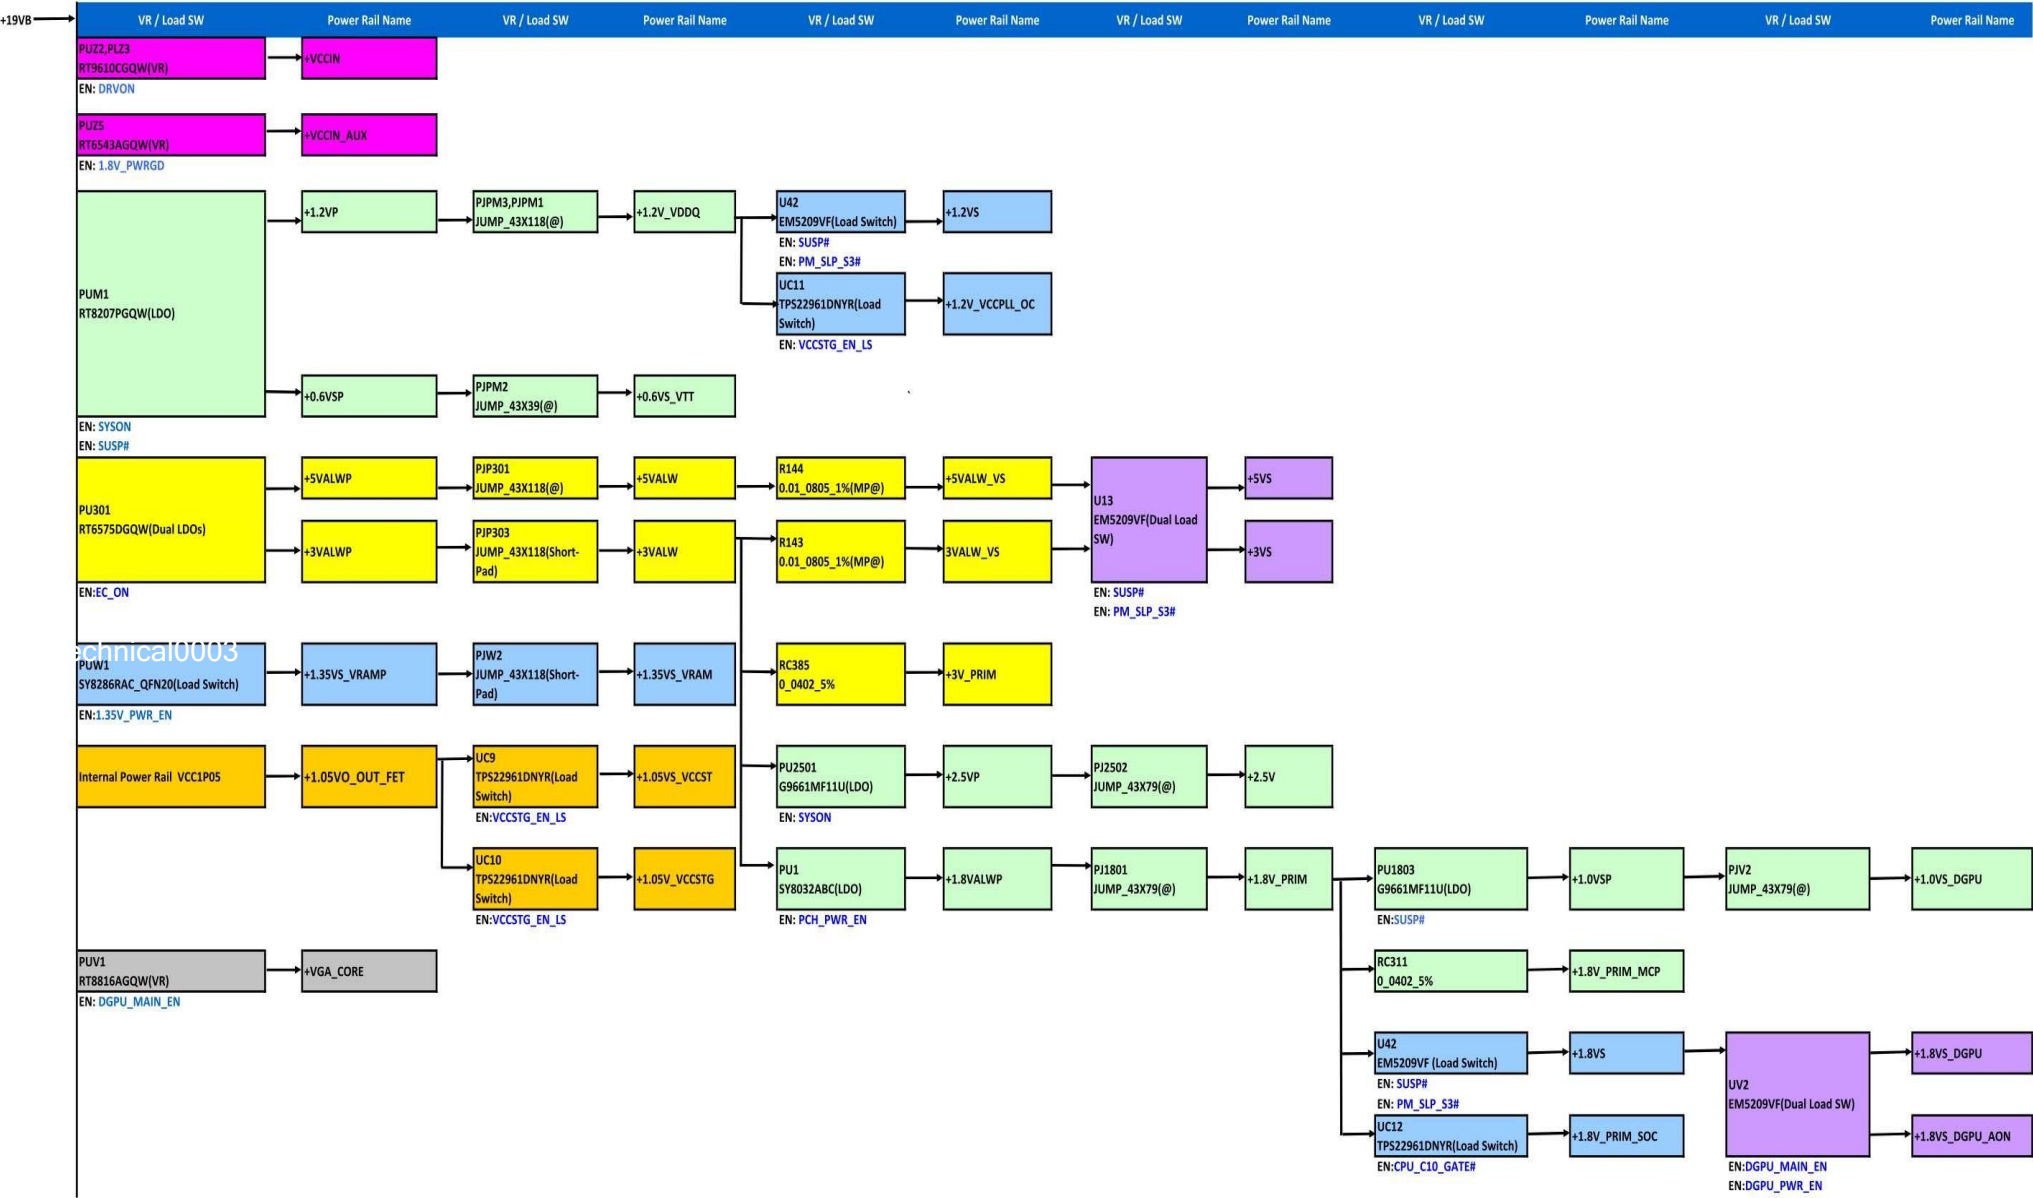 +19VB
VR / Load SW
Power Rail Name
VR / Load SW
Power Rail Name
VR / Load SW
Power Rail Name
VR / Load SW
Power Rail Name
VR / Load SW
Power Rail Name
VR / Load SW
Power Rail Name
PUZ2,PLZ3
RT9610CGQW(VR)
+VCCIN
EN: DRVON
PUZ5
RT6543AGQW(VR)
+VCCIN_AUX
EN: 1.8V_PWRGD
PUM1
RT8207PGQW(LDO)
EN: SYSON
EN: SUSP#
+1.2VP
PJPM3,PJPM1
JUMP_43X118(@)
+1.2V_VDDQ
U42
EM5209VF(Load Switch)
EN: SUSP#
EN: PM_SLP_S3#
+1.2VS
UC11
TPS22961DNYR(Load
Switch)
EN: VCCSTG_EN_LS
+1.2V_VCCPLL_OC
+0.6VSP
PJPM2
JUMP_43X39(@)
+0.6VS_VTT
PU301
RT6575DGQW(Dual LDOs)
EN:EC_ON
+5VALWP
PJP301
JUMP_43X118(@)
+5VALW
R144
0.01_0805_1%(MP@)
+5VALW_VS
U13
EM5209VF(Dual Load
SW)
EN: SUSP#
EN: PM_SLP_S3#
+5VS
+3VALWP
PJP303
JUMP_43X118(Short-
Pad)
+3VALW
R143
0.01_0805_1%(MP@)
3VALW_VS
+3VS
echnical0003
PUW1
SY8286RAC_QFN20(Load Switch)
EN:1.35V_PWR_EN
+1.35VS_VRAMP
PJW2
JUMP_43X118(Short-
Pad)
+1.35VS_VRAM
RC385
0_0402_5%
+3V_PRIM
Internal Power Rail VCC1P05
+1.05VO_OUT_FET
UC9
TPS22961DNYR(Load
Switch)
EN:VCCSTG_EN_LS
+1.05VS_VCCST
PU2501
G9661MF11U(LDO)
EN: SYSON
+2.5VP
PJ2502
JUMP_43X79(@)
+2.5V
UC10
TPS22961DNYR(Load
Switch)
EN:VCCSTG_EN_LS
+1.05V_VCCSTG
PU1
SY8032ABC(LDO)
EN: PCH_PWR_EN
+1.8VALWP
PJ1801
JUMP_43X79(@)
+1.8V_PRIM
PU1803
G9661MF11U(LDO)
EN:SUSP#
+1.0VSP
PJV2
JUMP_43X79(@)
+1.0VS_DGPU
PUV1
RT8816AGQW(VR)
EN: DGPU_MAIN_EN
+VGA_CORE
RC311
0_0402_5%
+1.8V_PRIM_MCP
U42
EM5209VF (Load Switch)
EN: SUSP#
EN: PM_SLP_S3#
+1.8VS
UV2
EM5209VF(Dual Load SW)
EN:DGPU_MAIN_EN
EN:DGPU_PWR_EN
+1.8VS_DGPU
UC12
TPS22961DNYR(Load Switch)
EN:CPU_C10_GATE#
+1.8V_PRIM_SOC
+1.8VS_DGPU_AON